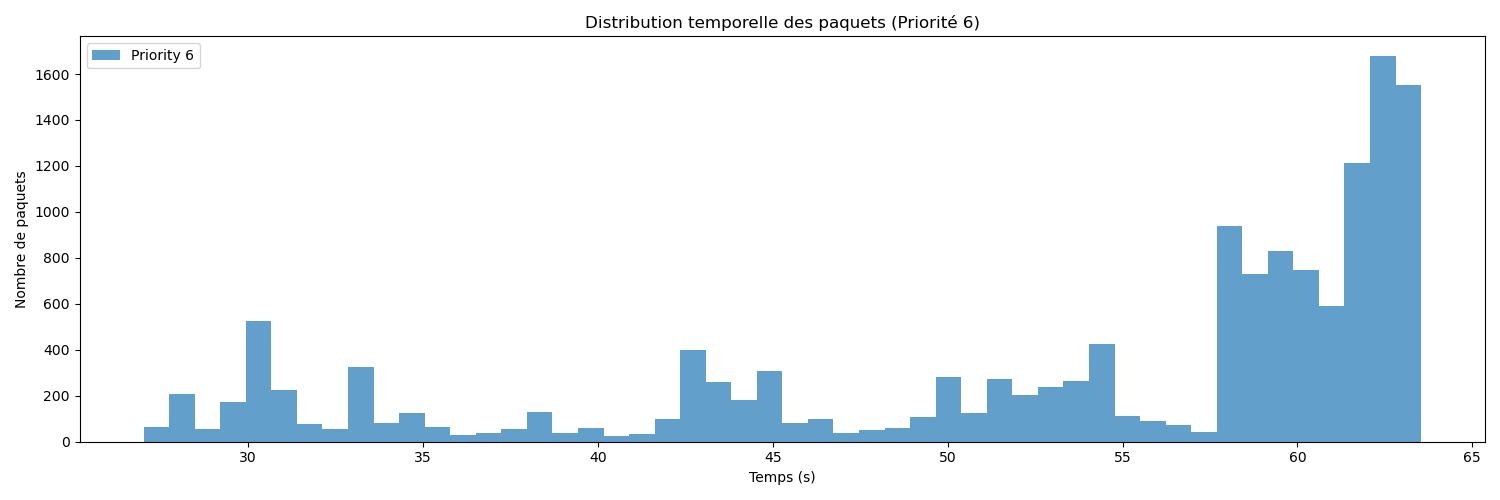 Distribution temporelle des paquets (Priorité 6)
Priority 6
Nombre de paquets
1600
1400
1200
1000
800
600
400
200
0
30 35 40 45 50 55 60 65
Temps (s)